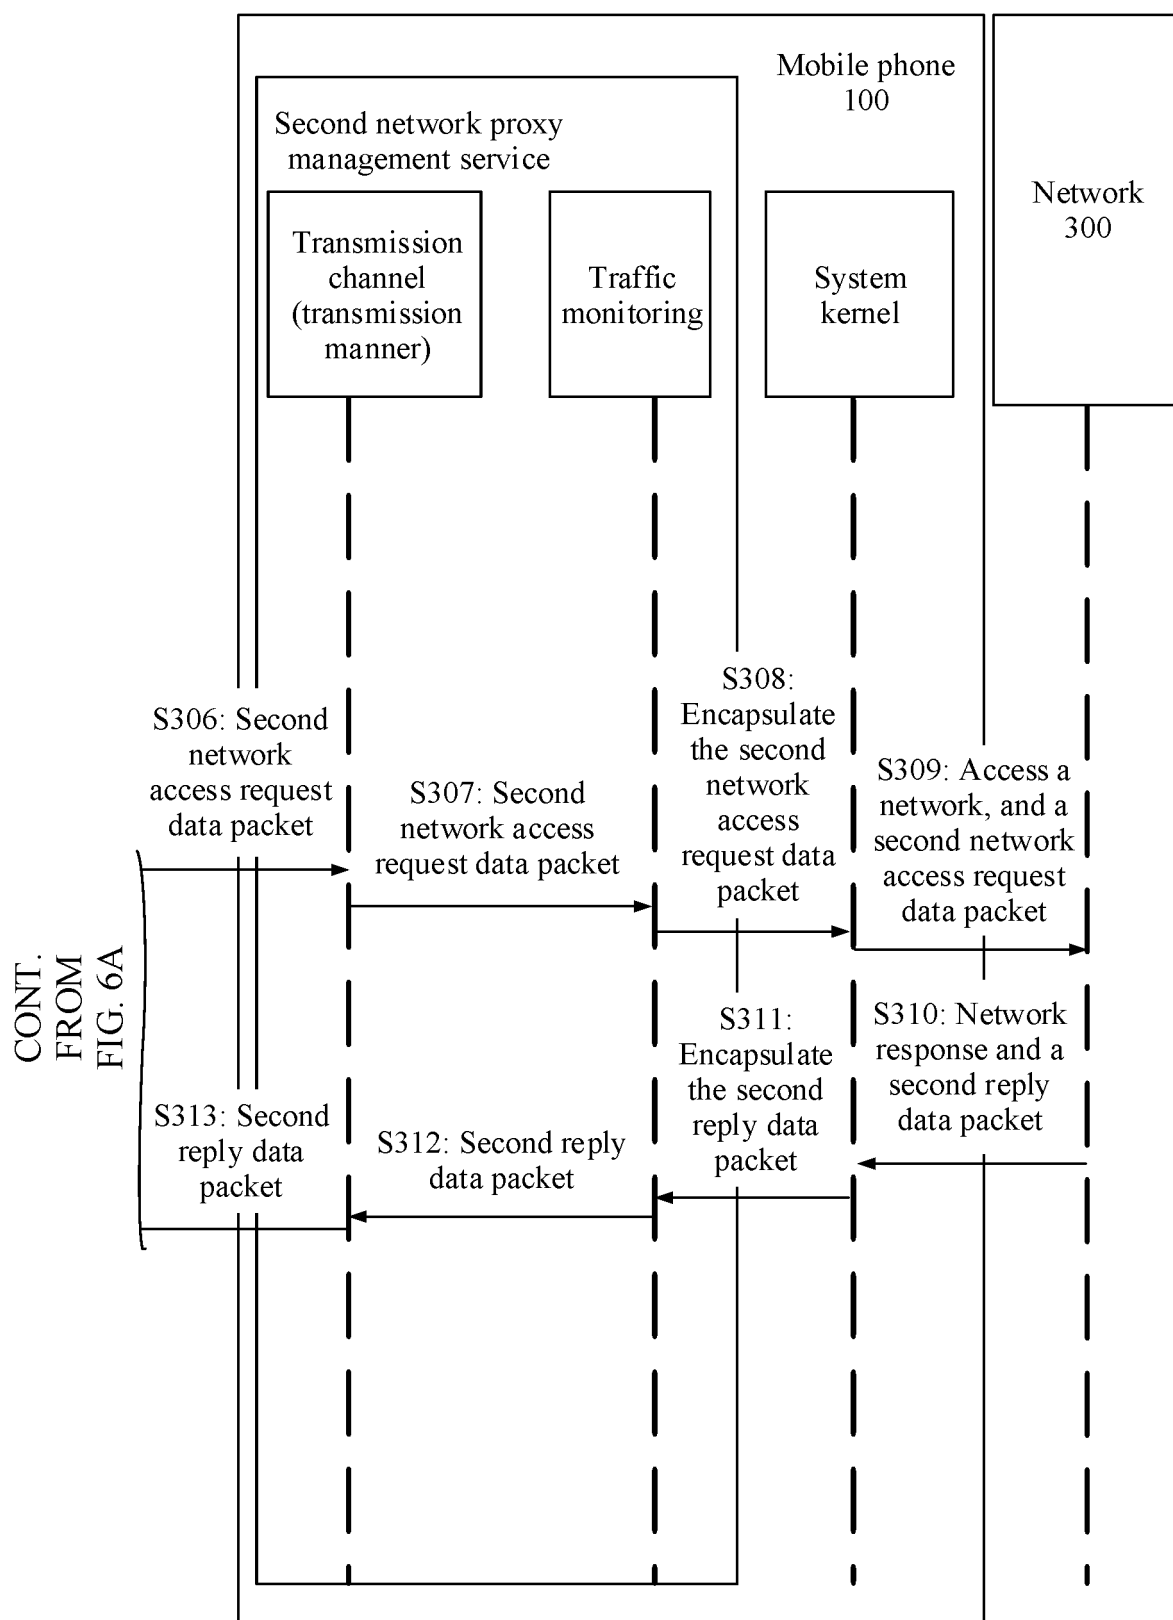 Mobile phone
100
Second network proxy
management service
Network
300
Transmission
channel
(transmission
manner)
Traffic
monitoring
System
kernel
S306: Second
network
access request
data packet
S307: Second
network access
request data packet
S308:
Encapsulate
the second
network
access
request data
packet
S309: Access a
network, and a
second network
access request
data packet
CONT.
FROM
FIG. 6A
S310: Network
response and a
second reply
data packet
S311:
Encapsulate
the second
reply data
packet
S312: Second reply
data packet
S313: Second
reply data
packet